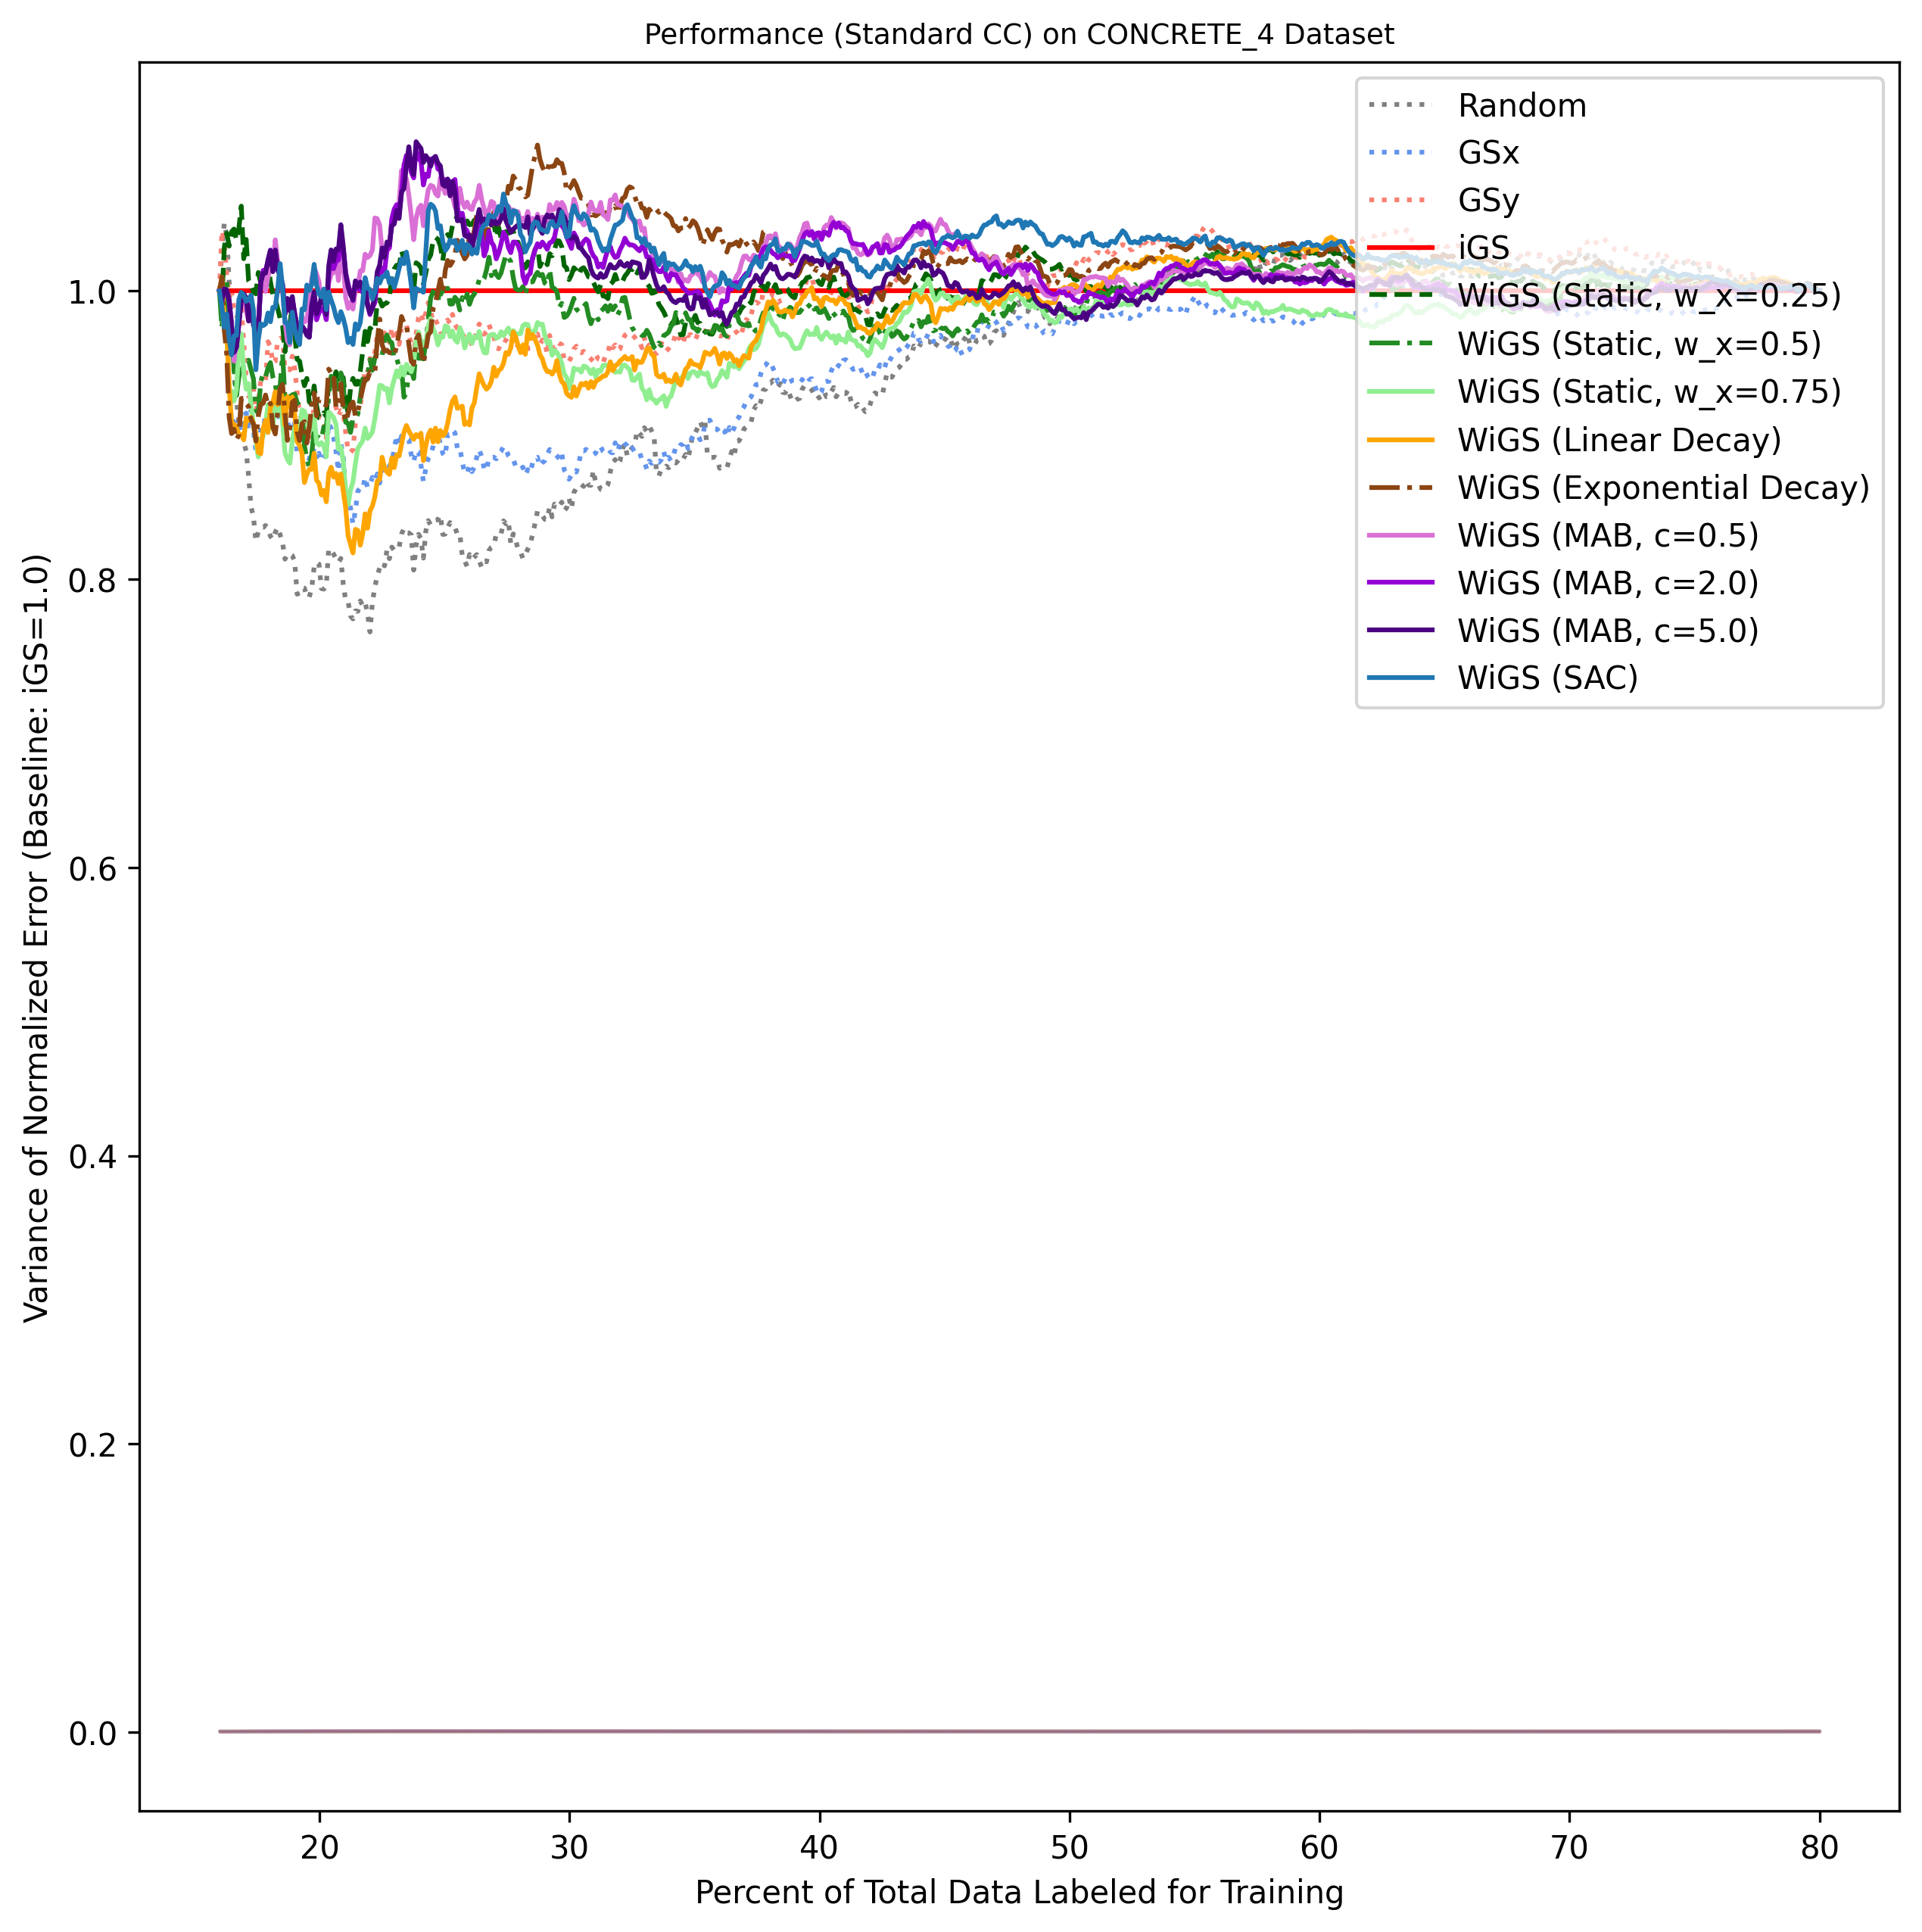 Performance (Standard CC) on CONCRETE_4 Dataset
Variance of Normalized Error (Baseline: iGS=1.0)
1.0
0.8
0.6
0.4
0.2
0.0
Random
GSx
GSy
iGS
WiGS (Static, w_x=0.25)
WiGS (Static, w_x=0.5)
WiGS (Static, w_x=0.75)
WiGS (Linear Decay)
WiGS (Exponential Decay)
WiGS (MAB, c=0.5)
WiGS (MAB, c=2.0)
WiGS (MAB, c=5.0)
WiGS (SAC)
20 30 40 50 60 70 80
Percent of Total Data Labeled for Training